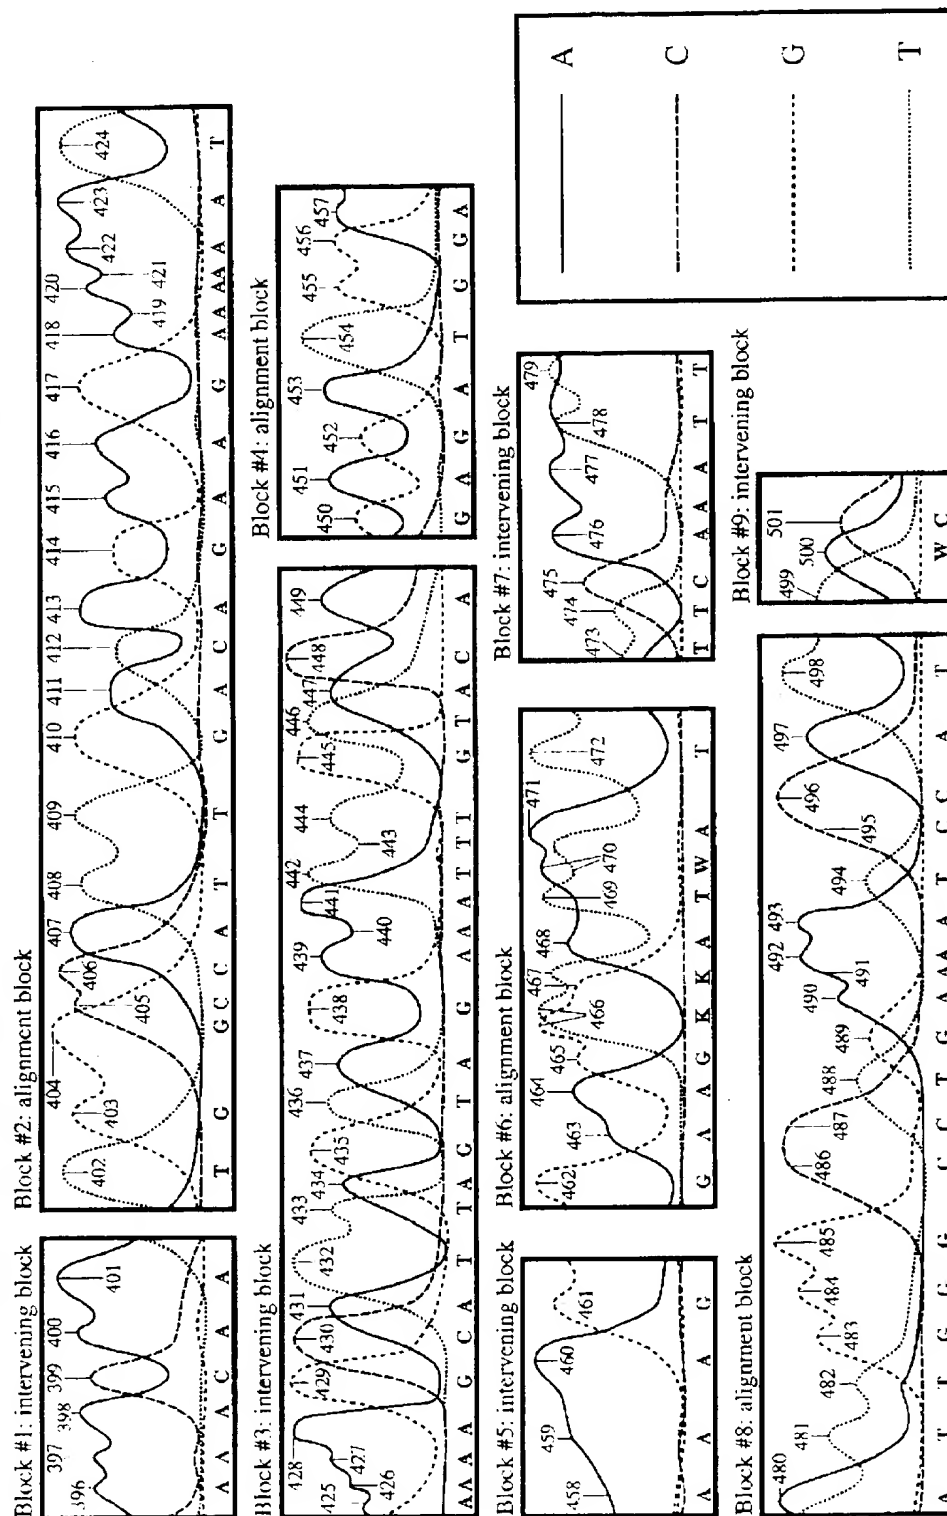 Block #1: intervening block
396 397 398 399 400 401
A A A A C A A
Block #2: alignment block
402 403 404 405 406 407 408 409 410 411 412 413 414 415 416 417 418 419 420 421 422 423 424
T G G C C A T T G A C A G A A G A A A A A A T
Block #3: intervening block
425 426 427 428 429 430 431 432 433 434 435 436 437 438 439 440 441 442 443 444 445 446 447 448 449
A A A A G C A T T A G T A G A A A T T T G T A C A
Block #4: alignment block
450 451 452 453 454 455 456 457
G A G A T G G A
Block #5: intervening block
458 459 460 461
A A A G
Block #6: alignment block
462 463 464 465 466 467 468 469 470 471 472
G A A G K K A T W A T
Block #7: intervening block
473 474 475 476 477 478 479
T T C A A A T T
Block #8: alignment block
480 481 482 483 484 485 486 487 488 489 490 491 492 493 494 495 496 497 498
A T T G G G C C T G A A A A T G C A T
Block #9: intervening block
499 500 501
W C
A
C
G
T